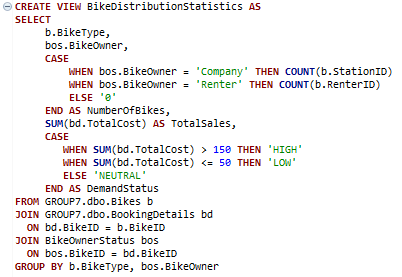 CREATE VIEW BikeDistributionStatistics AS
SELECT
b.BikeType,
bos.BikeOwner,
CASE
WHEN bos.BikeOwner = 'Company' THEN COUNT(b.StationID)
WHEN bos.BikeOwner = 'Renter' THEN COUNT(b.RenterID)
ELSE '0'
END AS NumberOfBikes,
SUM(bd.TotalCost) AS TotalSales,
CASE
WHEN SUM(bd.TotalCost) > 150 THEN 'HIGH'
WHEN SUM(bd.TotalCost) <= 50 THEN 'LOW'
ELSE 'NEUTRAL'
END AS DemandStatus
FROM GROUP7.dbo.Bikes b
JOIN GROUP7.dbo.BookingDetails bd
ON bd.BikeID = b.BikeID
JOIN BikeOwnerStatus bos
ON bos.BikeID = bd.BikeID
GROUP BY b.BikeType, bos.BikeOwner